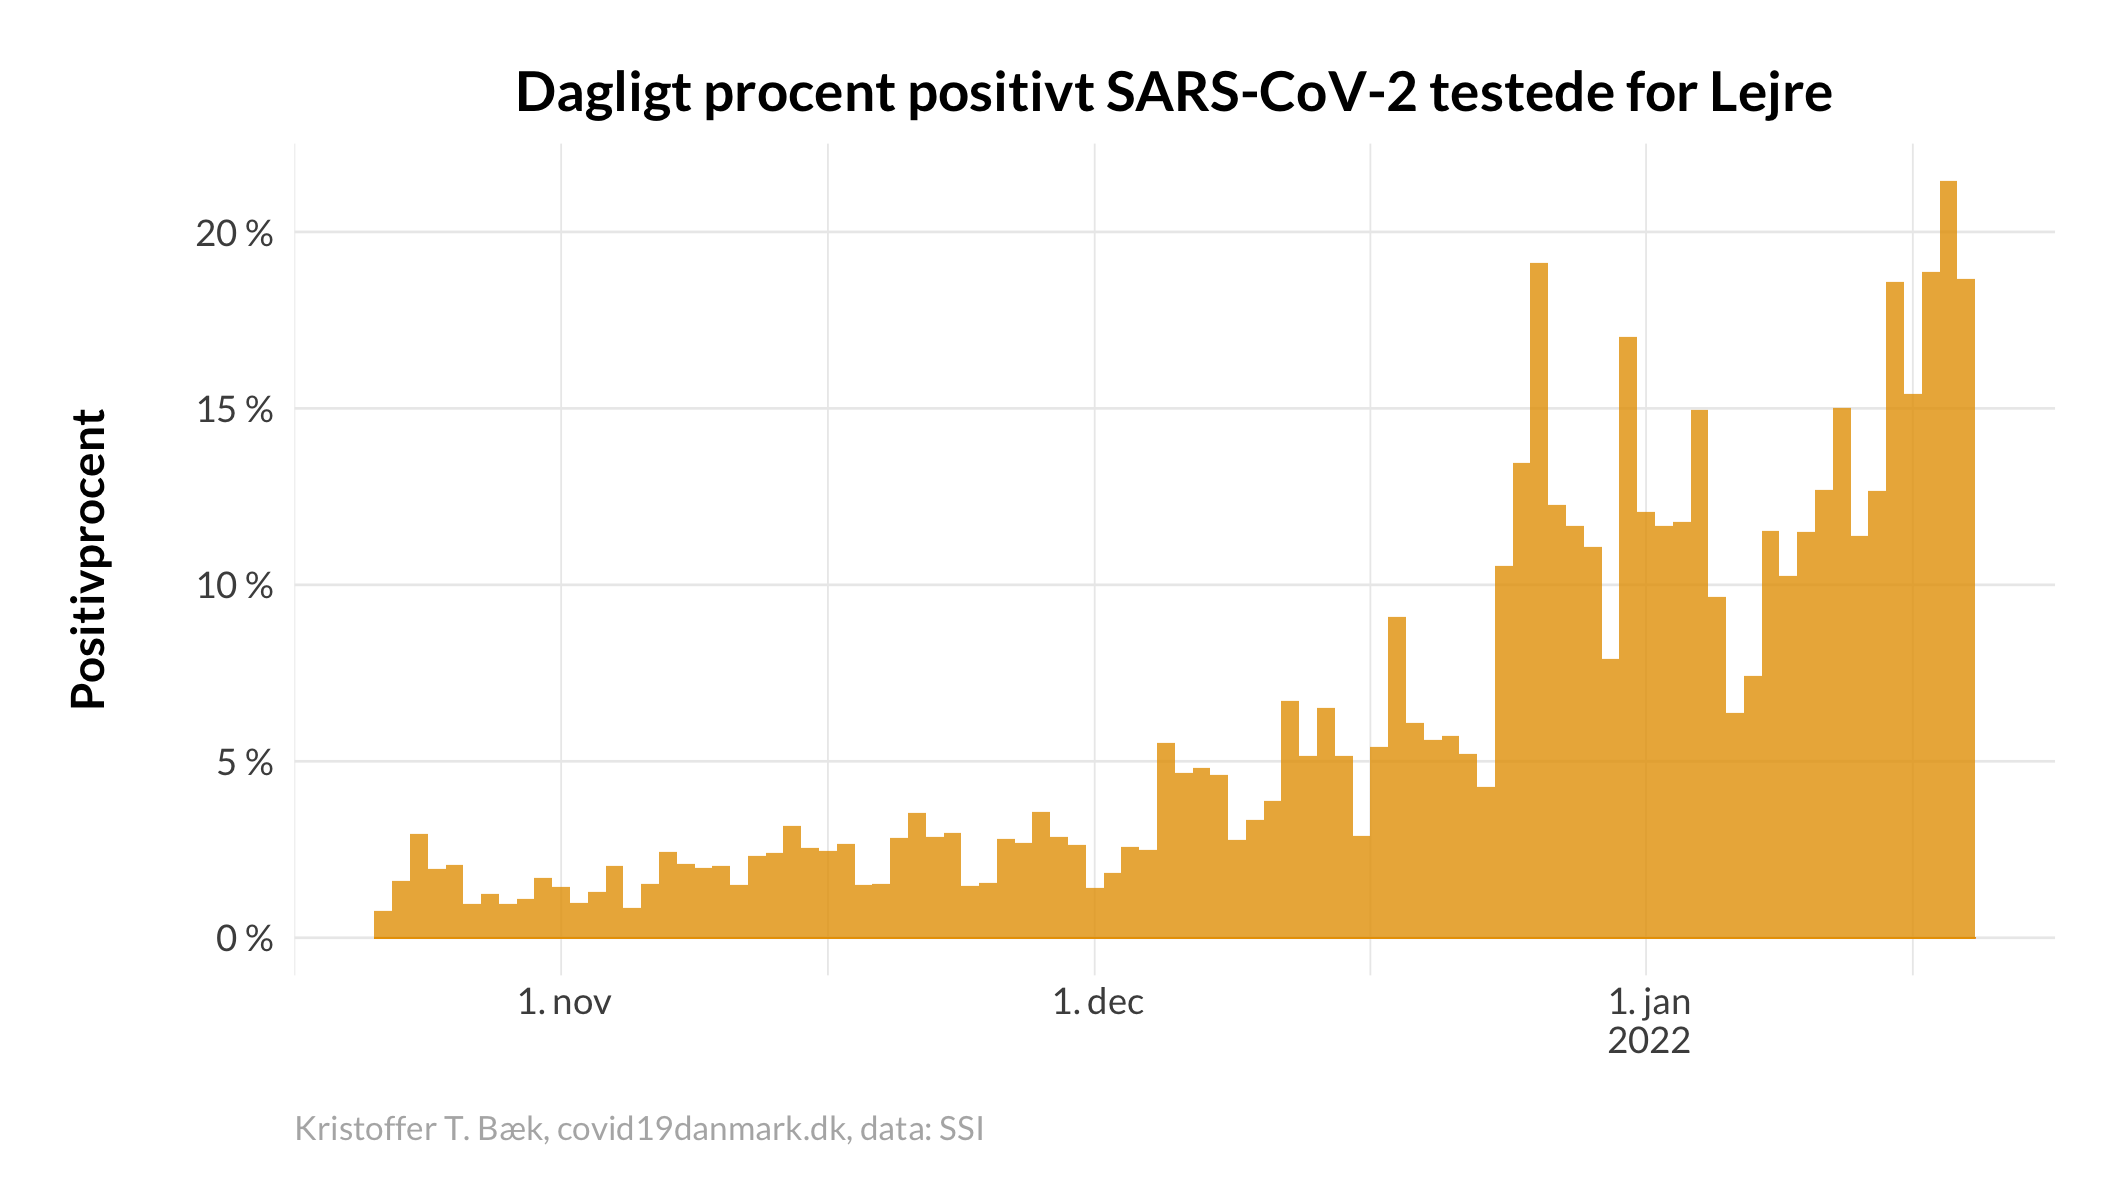 Dagligt procent positivt SARS-CoV-2 testede for Lejre
Positivprocent
20 %
15 %
10 %
5 %
0 %
1. nov
1. dec
1. jan
2022
Kristoffer T. Bæk, covid19danmark.dk, data: SSI